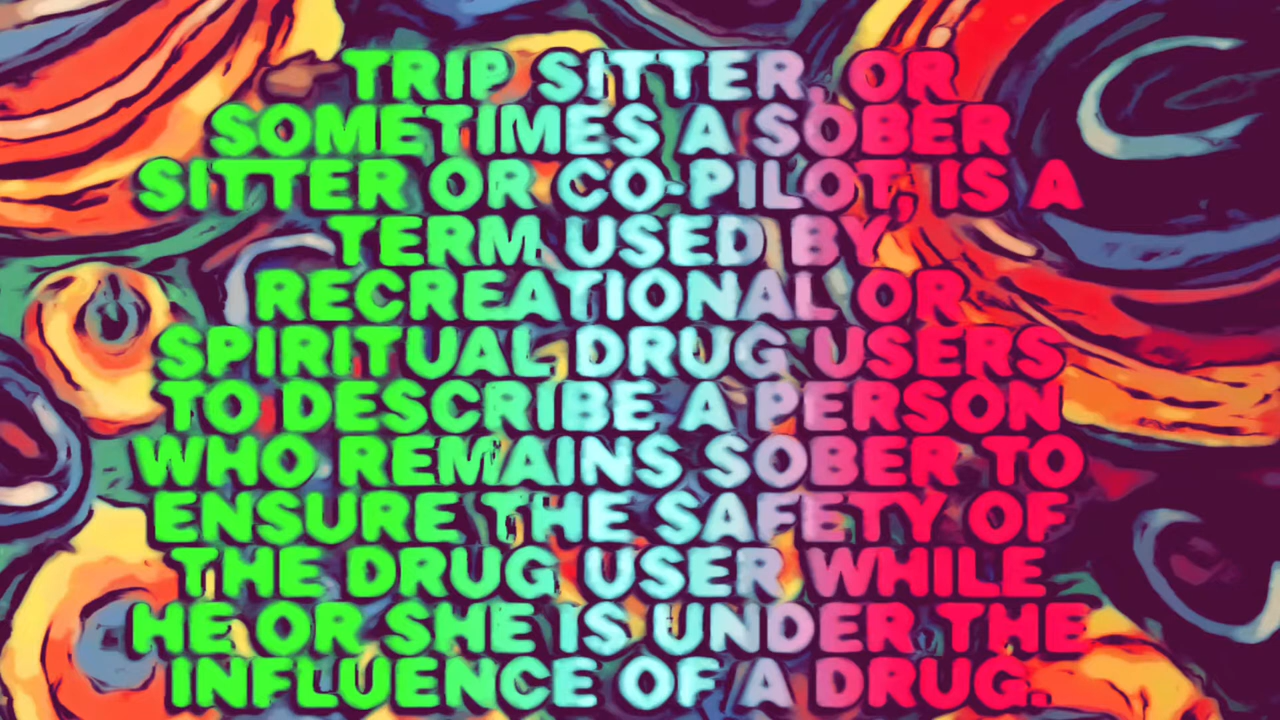 TRIP SITTER, OR
SOMETIMES A SOBER
SITTER OR CO-PILOT, IS A
TERM USED BY
RECREATIONAL OR
SPIRITUAL DRUG USERS
TO DESCRIBE A PERSON
WHO REMAINS SOBER TO
ENSURE THE SAFETY OF
THE DRUG USER WHILE
HE OR SHE IS UNDER THE
INFLUENCE OF A DRUG.